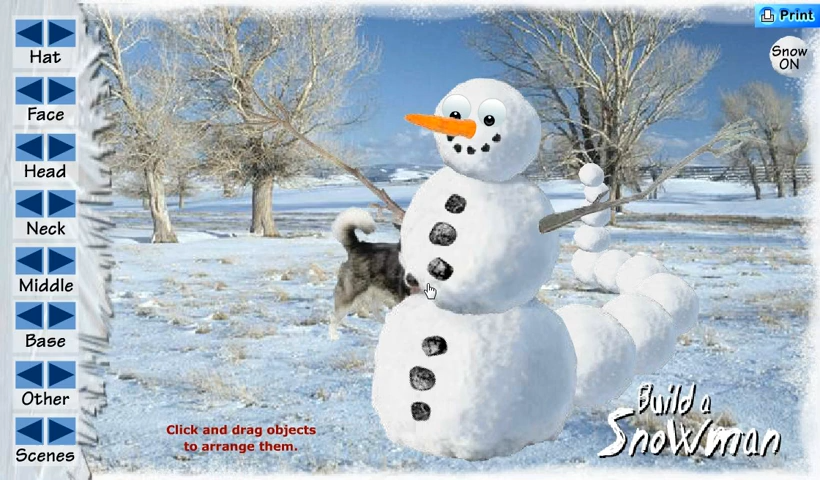 Print
Snow
ON
Hat
Face
Head
Neck
Middle
Base
Other
Scenes
Click and drag objects
to arrange them.
Build a
Snowman